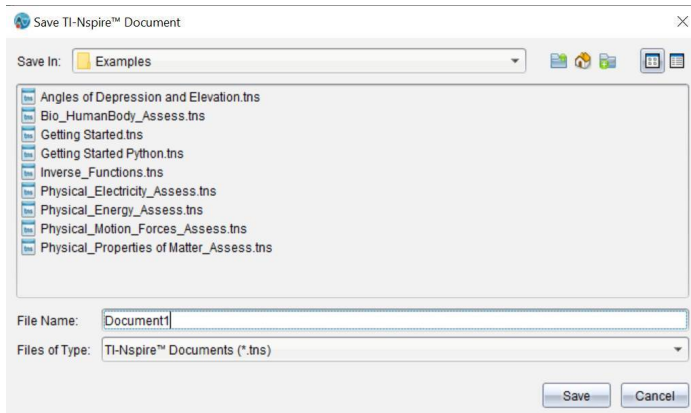 Save TI-Nspire™ Document
Save In: Examples
Angles of Depression and Elevation.tns
Bio_HumanBody_Assess.tns
Getting Started.tns
Getting Started Python.tns
Inverse_Functions.tns
Physical_Electricity_Assess.tns
Physical_Energy_Assess.tns
Physical_Motion_Forces_Assess.tns
Physical_Properties of Matter_Assess.tns
File Name: Document1
Files of Type: TI-Nspire™ Documents (*.tns)
Save Cancel